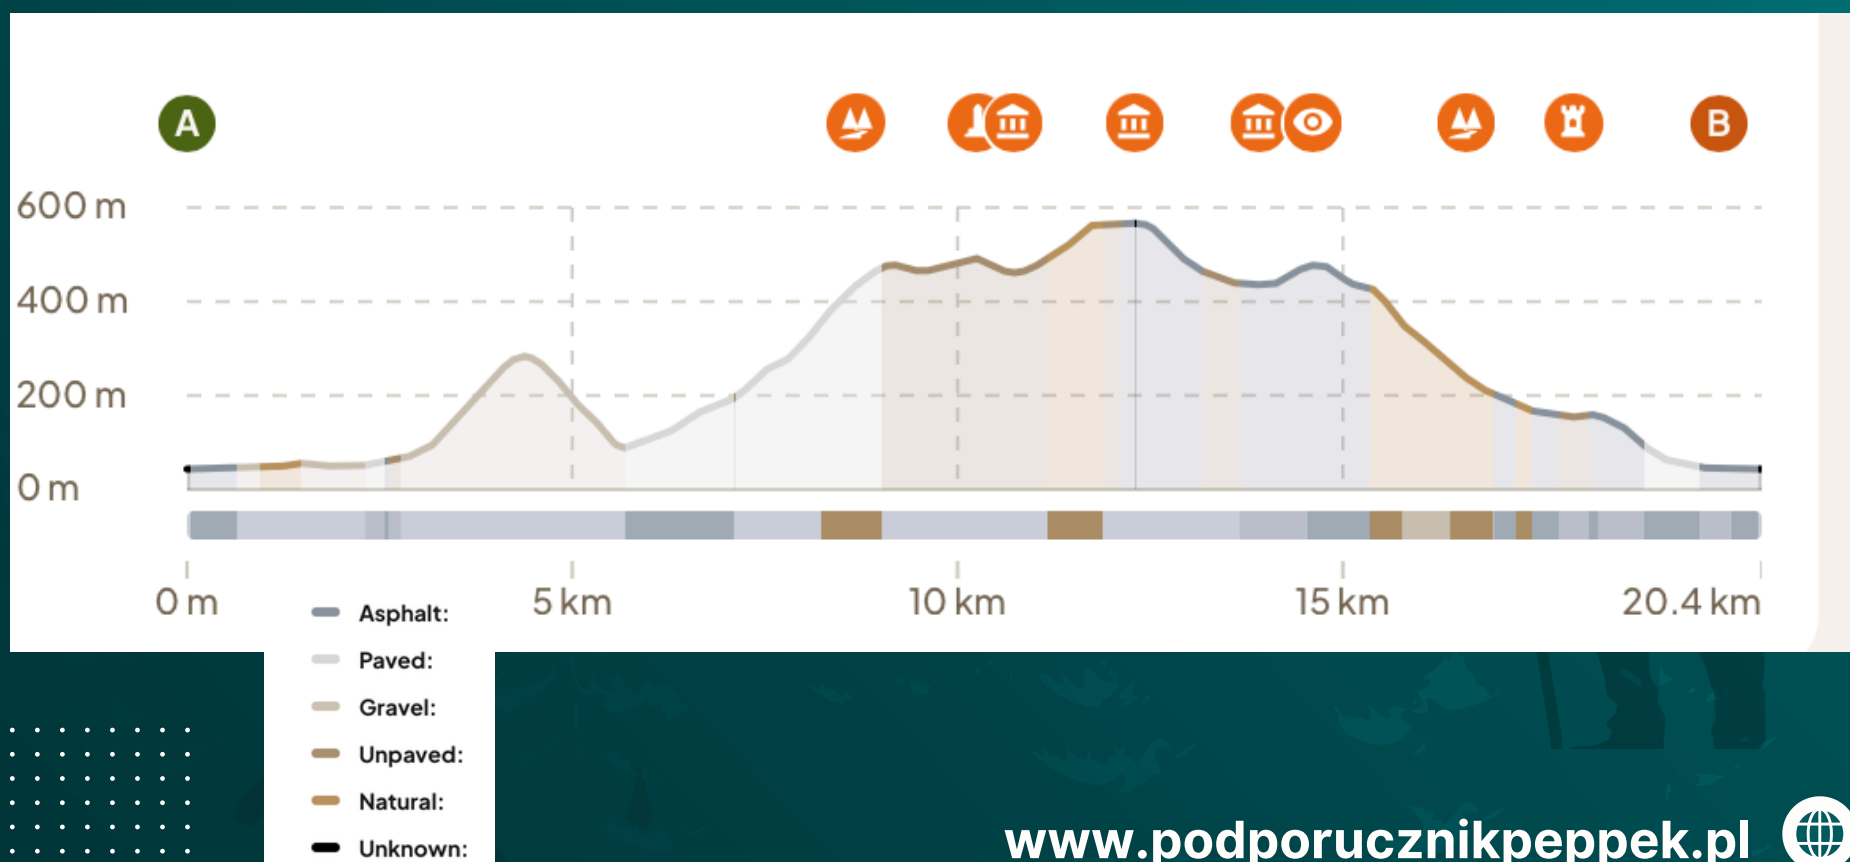 A
B
600 m
400 m
200 m
0 m
0 m
5 km
10 km
15 km
20.4 km
Asphalt:
Paved:
Gravel:
Unpaved:
Natural:
Unknown:
www.podporucznikpeppek.pl